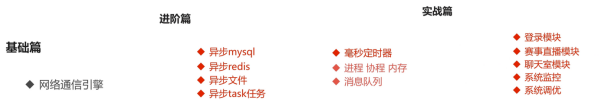 基础篇
网络通信引擎
进阶篇
异步mysql
异步redis
异步文件
异步task任务
毫秒定时器
进程 协程 内存
消息队列
实战篇
登录模块
赛事直播模块
聊天室模块
系统监控
系统调优